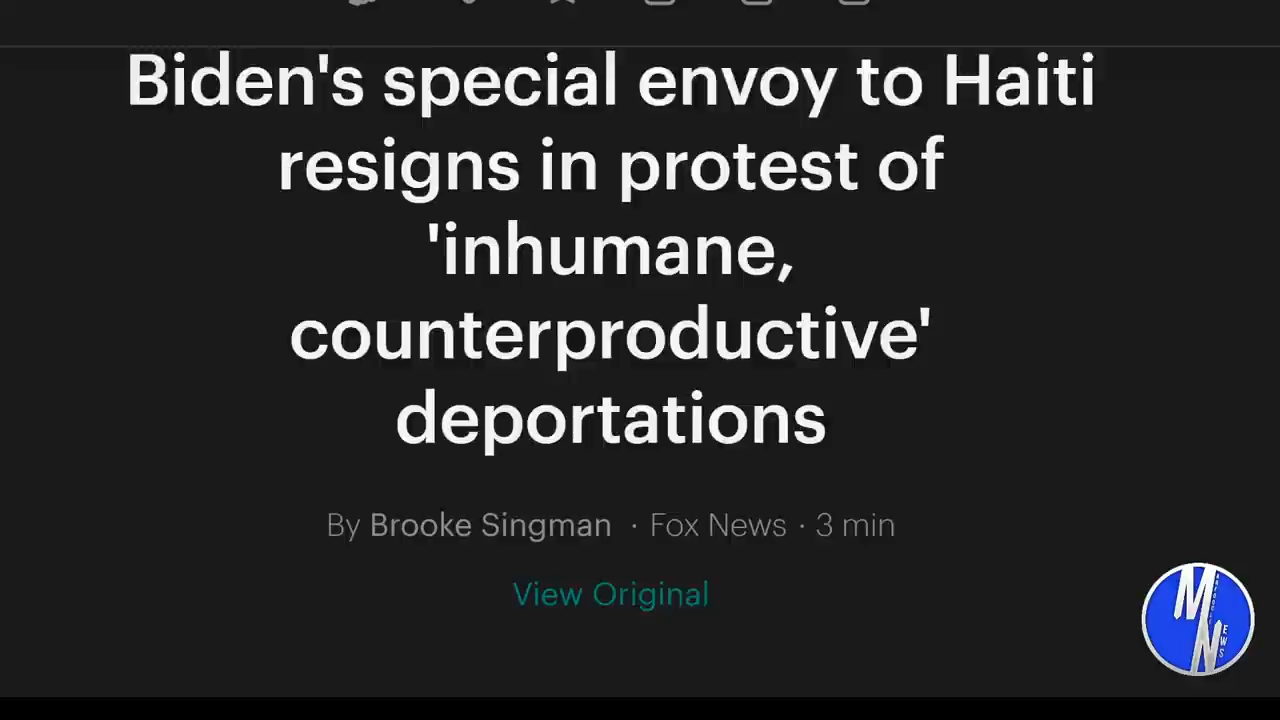 Biden's special envoy to Haiti
resigns in protest of
'inhumane,
counterproductive'
deportations
By Brooke Singman · Fox News · 3 min
View Original
M
N
EWS